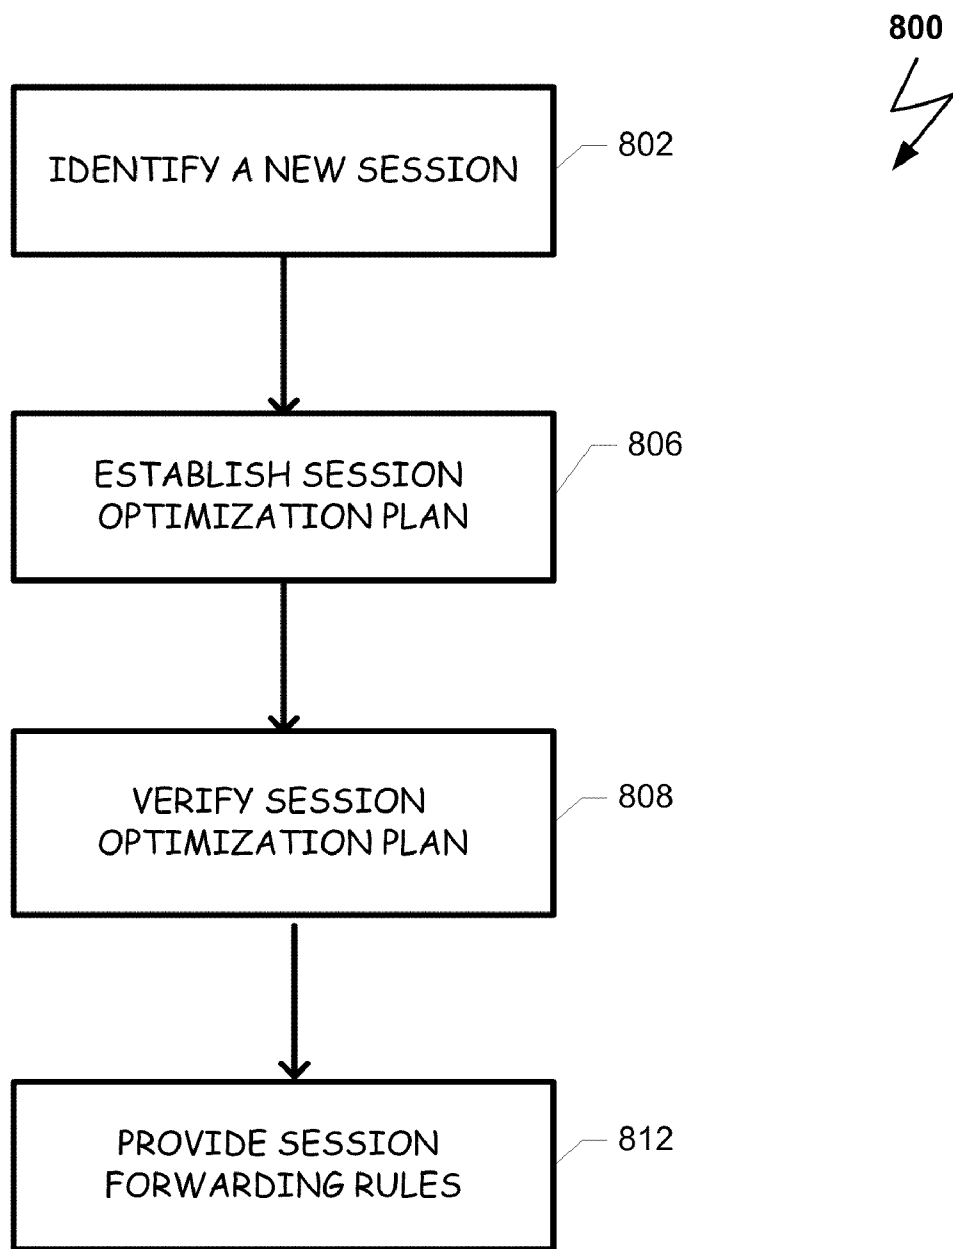 800
IDENTIFY A NEW SESSION
802
ESTABLISH SESSION
OPTIMIZATION PLAN
806
VERIFY SESSION
OPTIMIZATION PLAN
808
PROVIDE SESSION
FORWARDING RULES
812